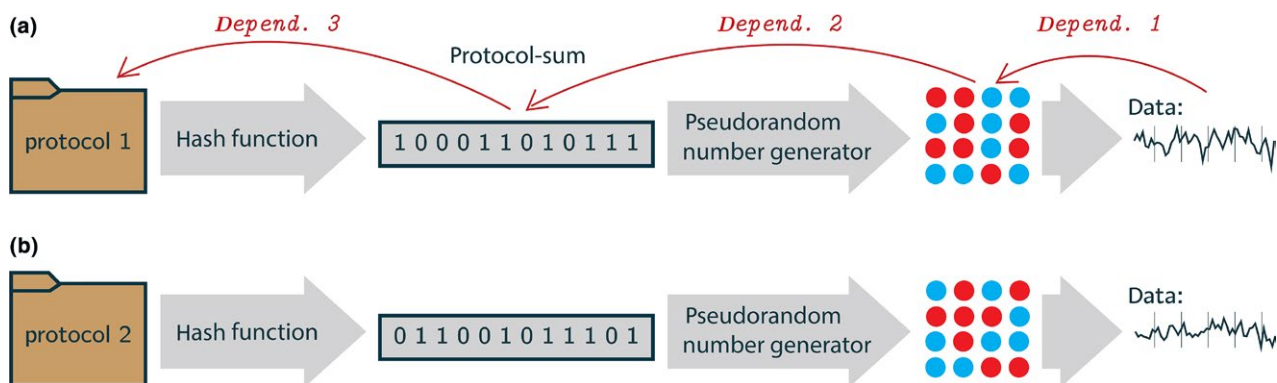 (a)
Depend. 3
Depend. 2
Depend. 1
Protocol-sum
protocol 1
Hash function
1 0 0 0 1 1 0 1 0 1 1 1
Pseudorandom
number generator
Data:
(b)
protocol 2
Hash function
0 1 1 0 0 1 0 1 1 1 0 1
Pseudorandom
number generator
Data: